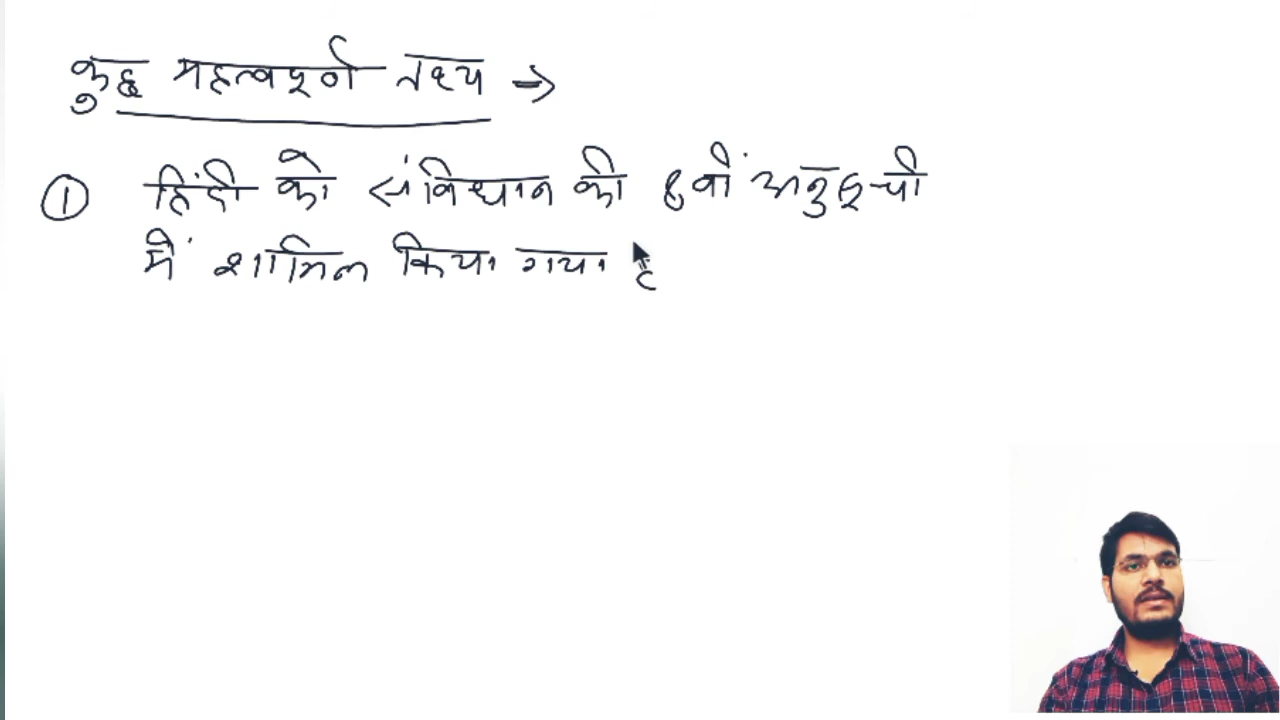 कुछ महत्वपूर्ण तथ्य →
① हिंदी को संविधान की 8वीं अनुसूची
में शामिल किया गया है